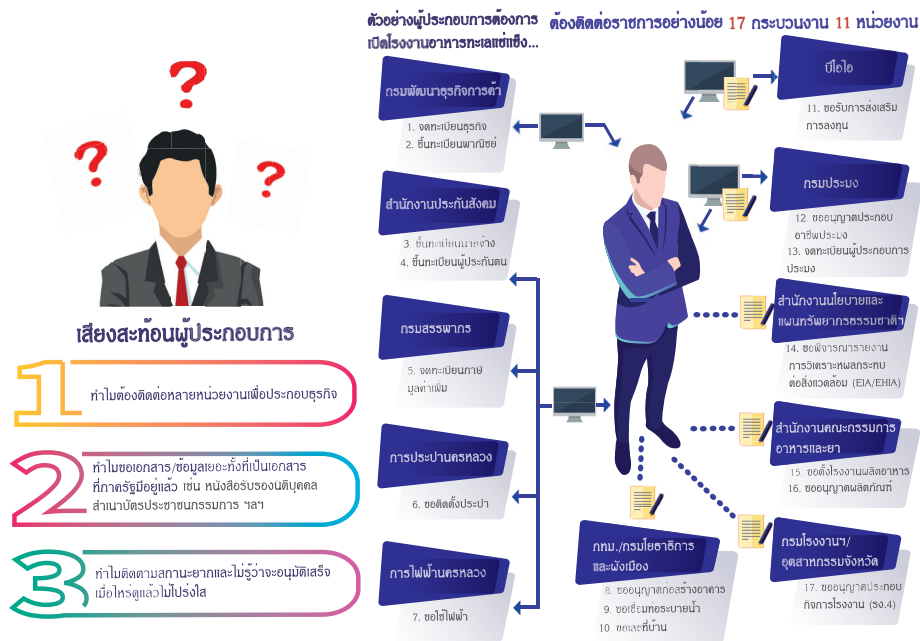 ?
?
?
เสียงสะท้อนผู้ประกอบการ
1
ทำไมต้องติดต่อหลายหน่วยงานเพื่อประกอบธุรกิจ
2
ทำไมขอเอกสาร/ข้อมูลเยอะทั้งที่เป็นเอกสาร
ที่ภาครัฐมีอยู่แล้ว เช่น หนังสือรับรองนิติบุคคล
สำเนาบัตรประชาชนกรรมการ ฯลฯ
3
ทำไมติดตามสถานะยากและไม่รู้ว่าจะอนุมัติเสร็จ
เมื่อไหร่ดูแล้วไม่โปร่งใส
ตัวอย่างผู้ประกอบการต้องการ
เปิดโรงงานอาหารทะเลแช่แข็ง...
ต้องติดต่อราชการอย่างน้อย 17 กระบวนงาน 11 หน่วยงาน
กรมพัฒนาธุรกิจการค้า
1. จดทะเบียนธุรกิจ
2. ขึ้นทะเบียนพาณิชย์
สำนักงานประกันสังคม
3 ขึ้นทะเบียนนายจ้าง
4. ขึ้นทะเบียนผู้ประกันตน
กรมสรรพากร
5. จดทะเบียนภาษี
มูลค่าเพิ่ม
การประปานครหลวง
6. ขอติดตั้งประปา
การไฟฟ้านครหลวง
7. ขอใช้ไฟฟ้า
กทม./กรมโยธาธิการ
และผังเมือง
8. ขออนุญาตก่อสร้างอาคาร
9. ขอเชื่อมท่อระบายน้ำ
10 ขอเลขที่บ้าน
บีโอไอ
11. ขอรับการส่งเสริม
การลงทุน
กรมประมง
12. ขออนุญาตประกอบ
อาชีพประมง
13. จดทะเบียนผู้ประกอบการ
ประมง
สำนักงานนโยบายและ
แผนทรัพยากรธรรมชาติฯ
14. ขอพิจารณารายงาน
การวิเคราะห์ผลกระทบ
ต่อสิ่งแวดล้อม (EIA/EHIA)
สำนักงานคณะกรรมการ
อาหารและยา
15. ขอตั้งโรงงานผลิตอาหาร
16. ขออนุญาตผลิตภัณฑ์
กรมโรงงานฯ/
อุตสาหกรรมจังหวัด
17. ขออนุญาตประกอบ
กิจการโรงงาน (รง.4)